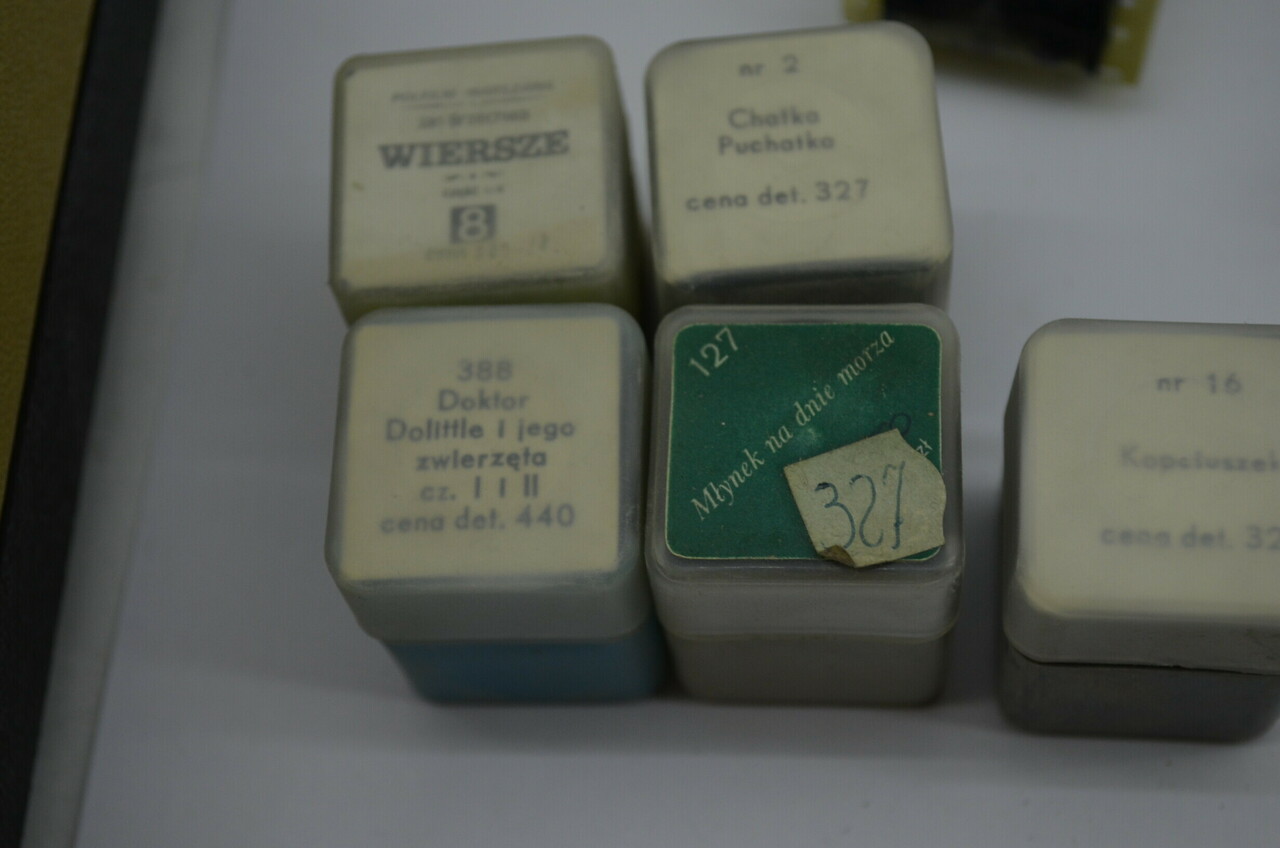 WIERSZE
8
nr 2
Chatka
Puchatka
cena det. 327
388
Doktor
Dolittle i jego
zwierzęta
cz. I i II
cena det. 440
127
Młynek na dnie morza
zł
327
nr 16
cena det.